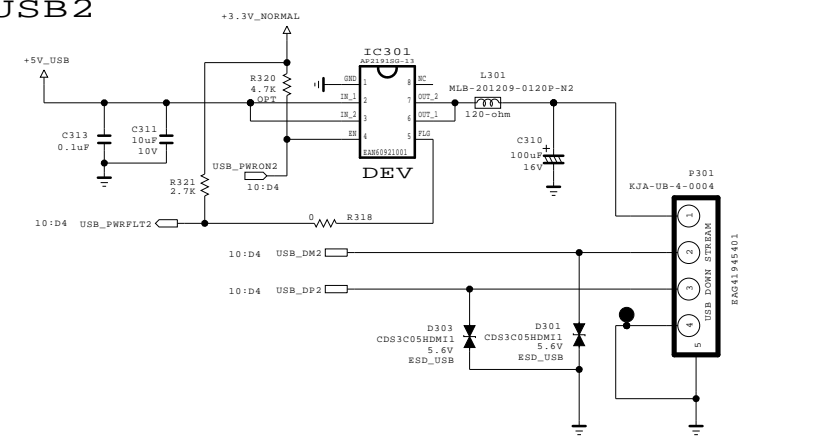 USB2
+3.3V_NORMAL
+5V_USB
IC301
AP2191SG-13
R320
4.7K
OPT
GND
1
8
NC
IN_1
2
7
OUT_2
IN_2
3
6
OUT_1
EN
4
5
FLG
EAN60921001
DEV
L301
MLB-201209-0120P-N2
120-ohm
C313
0.1uF
C311
10uF
10V
C310
100uF
16V
+
USB_PWRON2
10:D4
R321
2.7K
P301
KJA-UB-4-0004
10:D4 USB_PWRFLT2
0 R318
10:D4 USB_DM2
10:D4 USB_DP2
1
2
3
4
5
USB DOWN STREAM
EAG41945401
D303
CDS3C05HDMI1
5.6V
ESD_USB
D301
CDS3C05HDMI1
5.6V
ESD_USB